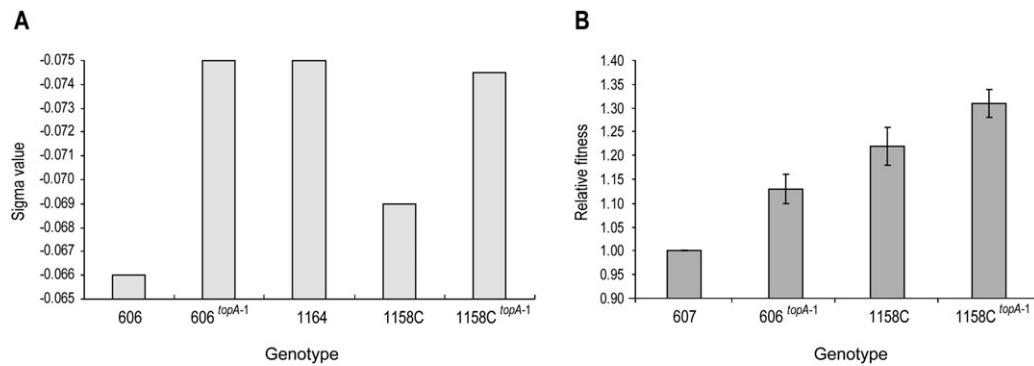 A
Sigma value
-0.075
-0.074
-0.073
-0.072
-0.071
-0.070
-0.069
-0.067
-0.066
-0.065
606
606 topA-1
1164
1158C
1158C topA-1
Genotype
B
Relative fitness
1.40
1.35
1.30
1.25
1.20
1.15
1.10
1.05
1.00
0.95
0.90
607
606 topA-1
1158C
1158C topA-1
Genotype